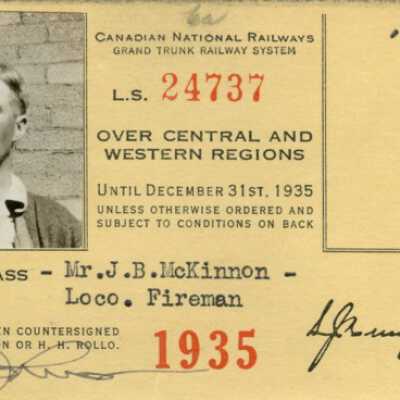 CANADIAN NATIONAL RAILWAYS
GRAND TRUNK RAILWAY SYSTEM
L.S. 24737
OVER CENTRAL AND
WESTERN REGIONS
UNTIL DECEMBER 31ST, 1935
UNLESS OTHERWISE ORDERED AND
SUBJECT TO CONDITIONS ON BACK
ASS - Mr.J.B.McKinnon -
Loco. Fireman
EN COUNTERSIGNED
ON OR H. H. ROLLO.
1935